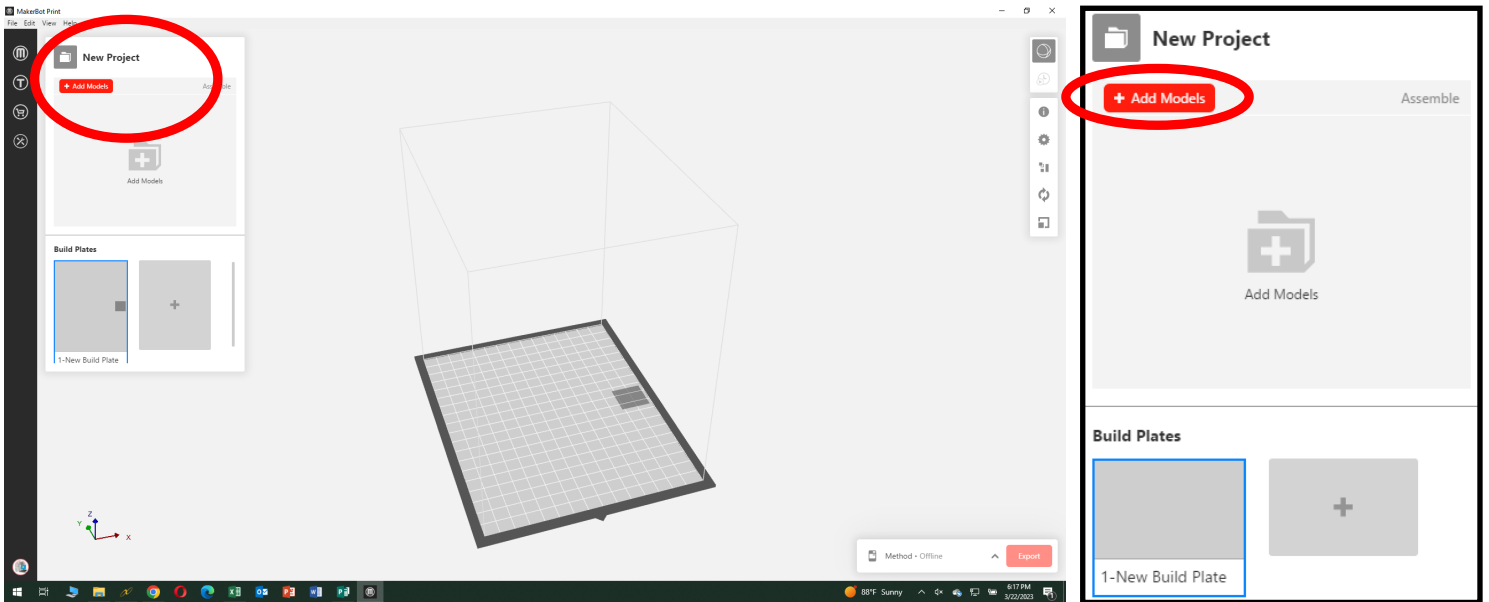 MakerBot Print
File Edit View Help
New Project
+ Add Models
Add Models
Build Plates
+
1-New Build Plate
Z
Y
X
Method • Offline
Export
88°F Sunny
6:17 PM
3/22/2023
New Project
+ Add Models Assemble
Add Models
Build Plates
+
1-New Build Plate